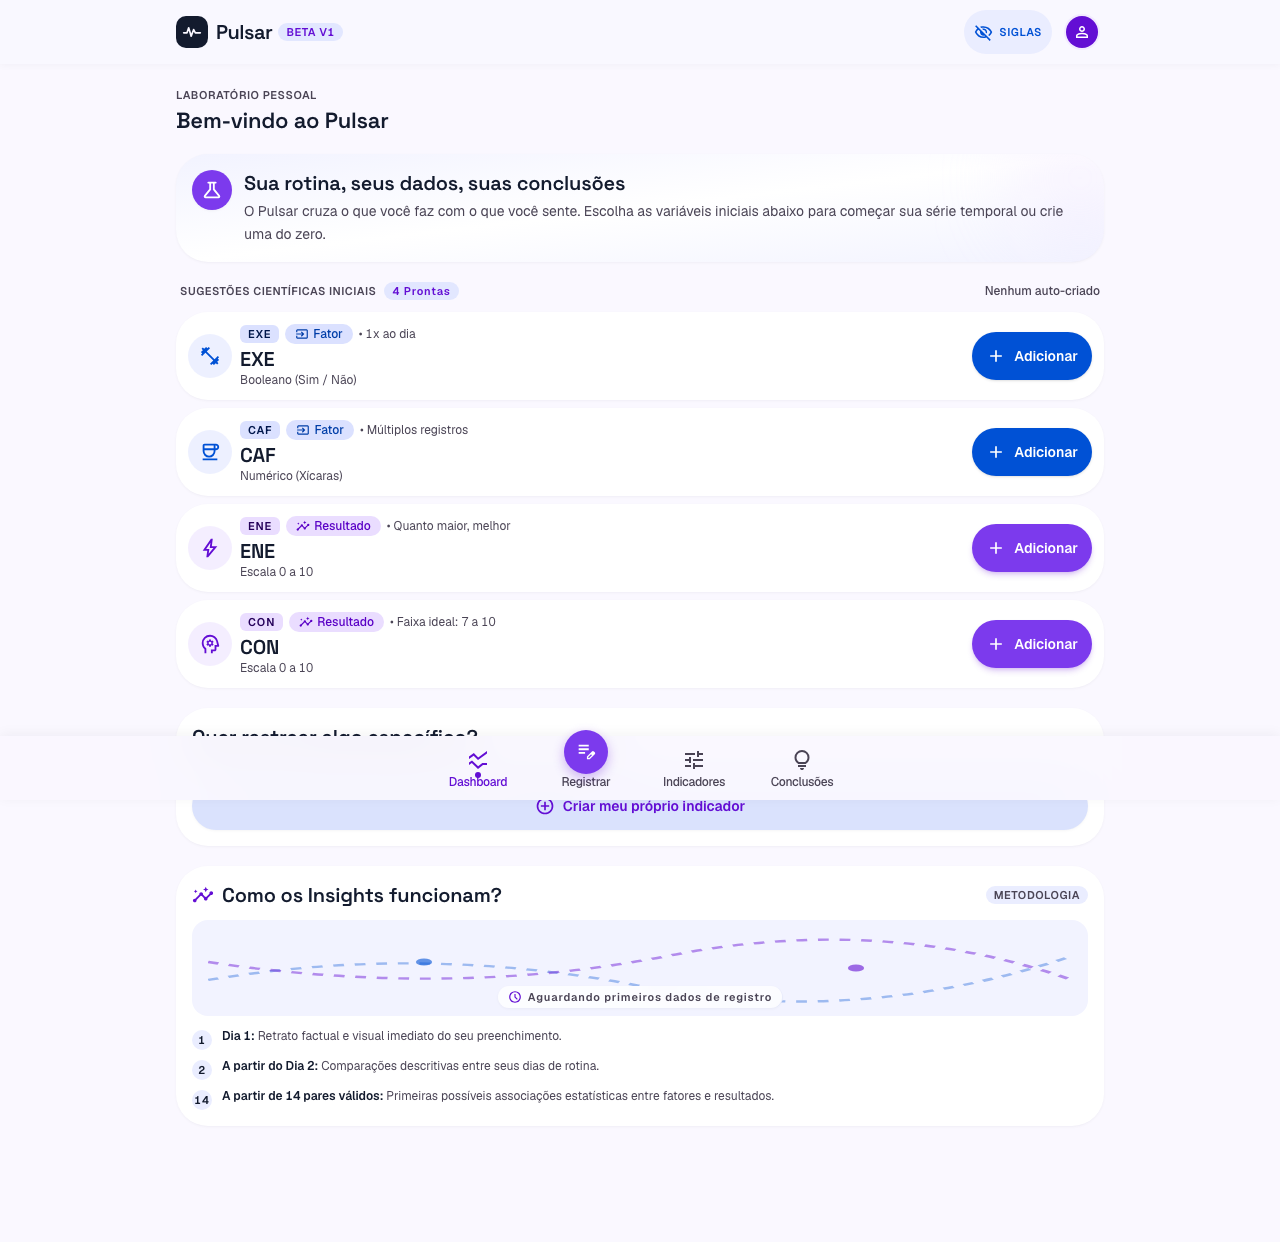 Pulsar BETA V1
SIGLAS
LABORATÓRIO PESSOAL
Bem-vindo ao Pulsar
Sua rotina, seus dados, suas conclusões
O Pulsar cruza o que você faz com o que você sente. Escolha as variáveis iniciais abaixo para começar sua série temporal ou crie
uma do zero.
SUGESTÕES CIENTÍFICAS INICIAIS 4 Prontas Nenhum auto-criado
EXE Fator • 1x ao dia
EXE
Booleano (Sim / Não)
Adicionar
CAF Fator • Múltiplos registros
CAF
Numérico (Xícaras)
Adicionar
ENE Resultado • Quanto maior, melhor
ENE
Escala 0 a 10
Adicionar
CON Resultado • Faixa ideal: 7 a 10
CON
Escala 0 a 10
Adicionar
Quer rastrear algo específico?
Dashboard Registrar Indicadores Conclusões
Criar meu próprio indicador
Como os Insights funcionam? METODOLOGIA
Aguardando primeiros dados de registro
1 Dia 1: Retrato factual e visual imediato do seu preenchimento.
2 A partir do Dia 2: Comparações descritivas entre seus dias de rotina.
14 A partir de 14 pares válidos: Primeiras possíveis associações estatísticas entre fatores e resultados.